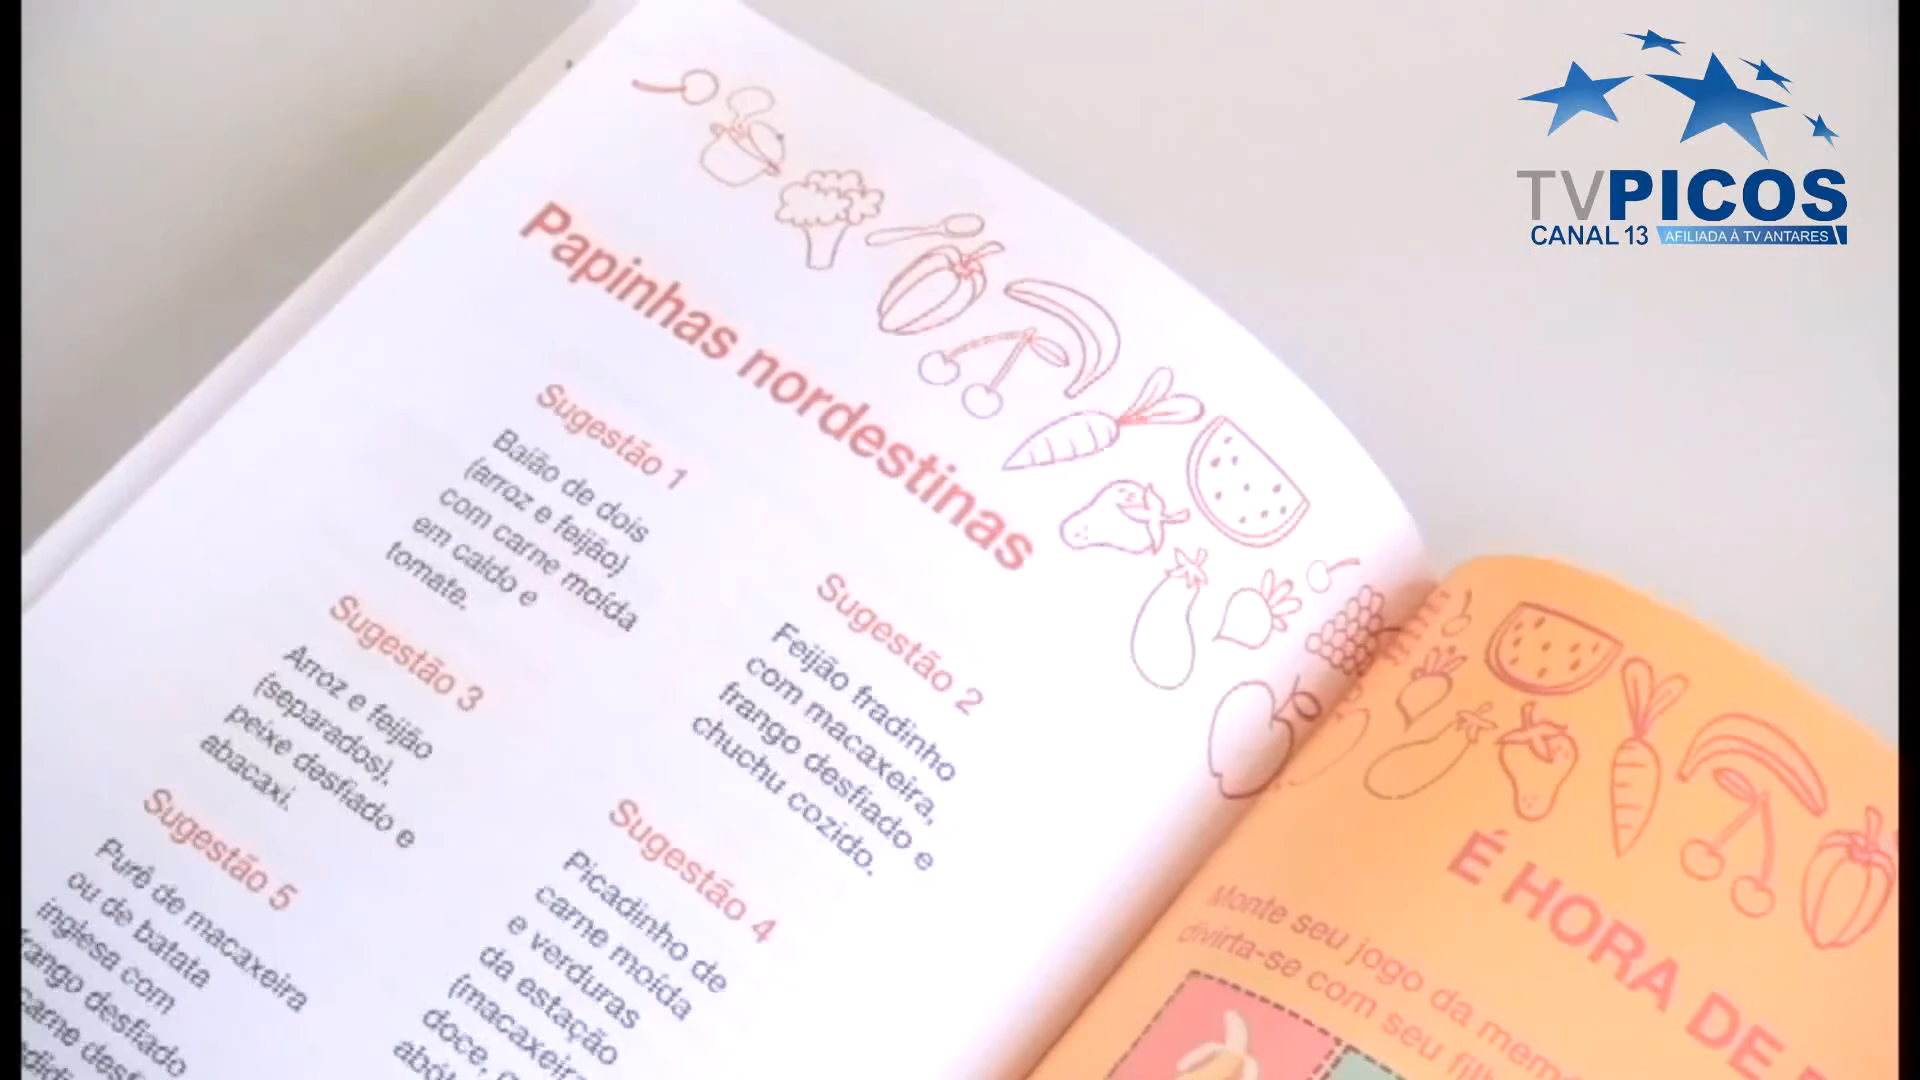 Papinhas nordestinas
Sugestão 1
Baião de dois
(arroz e feijão)
com carne moída
em caldo e
tomate.
Sugestão 2
Feijão fradinho
com macaxeira,
frango desfiado e
chuchu cozido.
Sugestão 3
Arroz e feijão
(separados),
peixe desfiado e
abacaxi.
Sugestão 4
Picadinho de
carne moída
e verduras
da estação
(macaxeira
doce,
Sugestão 5
Purê de macaxeira
ou de batata
inglesa com
frango desfiado
carne
É HORA DE
Monte seu jogo da
divirta-se com seu
TVPICOS
CANAL 13 AFILIADA À TV ANTARES